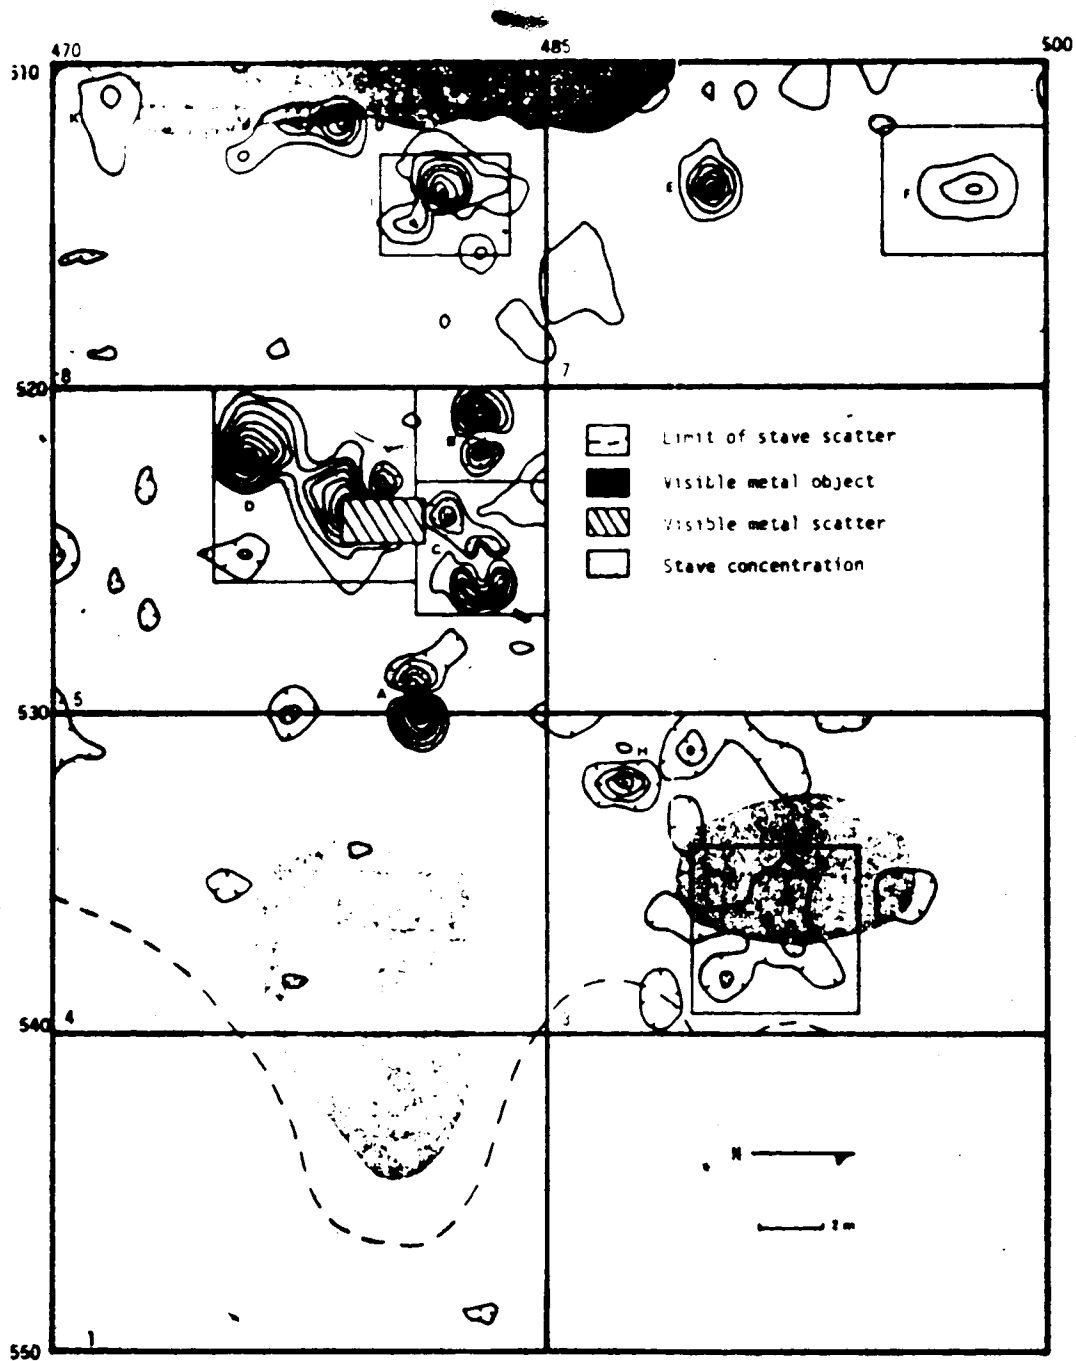 470 485 500
510
K
E
F
520 8 7
Limit of stave scatter
B
Visible metal object
D
Visible metal scatter
C
Stave concentration
A
530 5
H
540 4 3
N
2 m
1
550